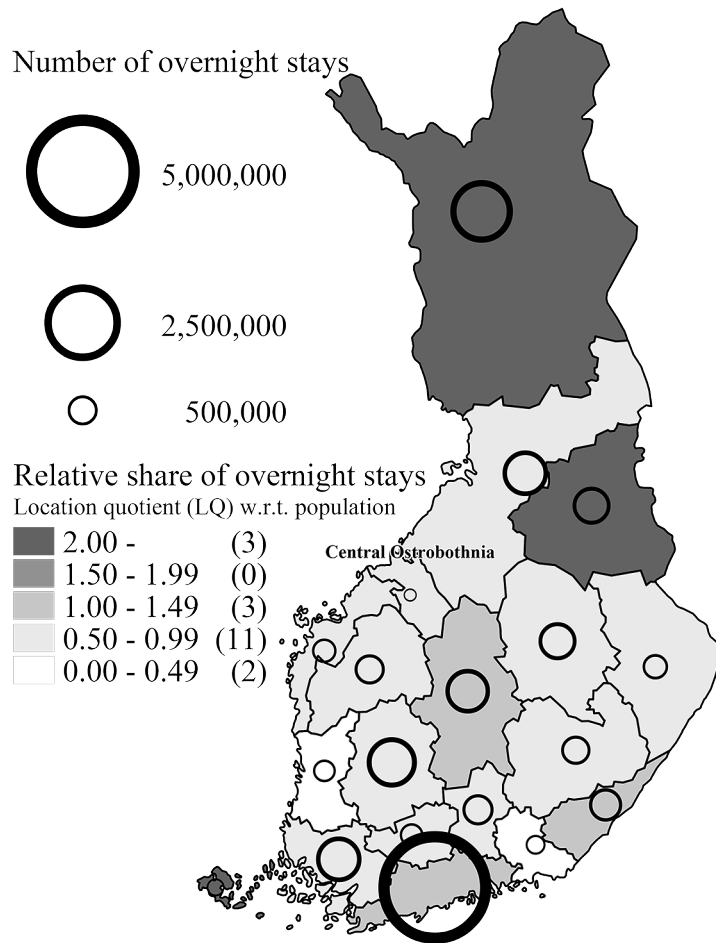 Number of overnight stays
5,000,000
2,500,000
500,000
Relative share of overnight stays
Location quotient (LQ) w.r.t. population
2.00 - (3)
1.50 - 1.99 (0)
1.00 - 1.49 (3)
0.50 - 0.99 (11)
0.00 - 0.49 (2)
Central Ostrobothnia